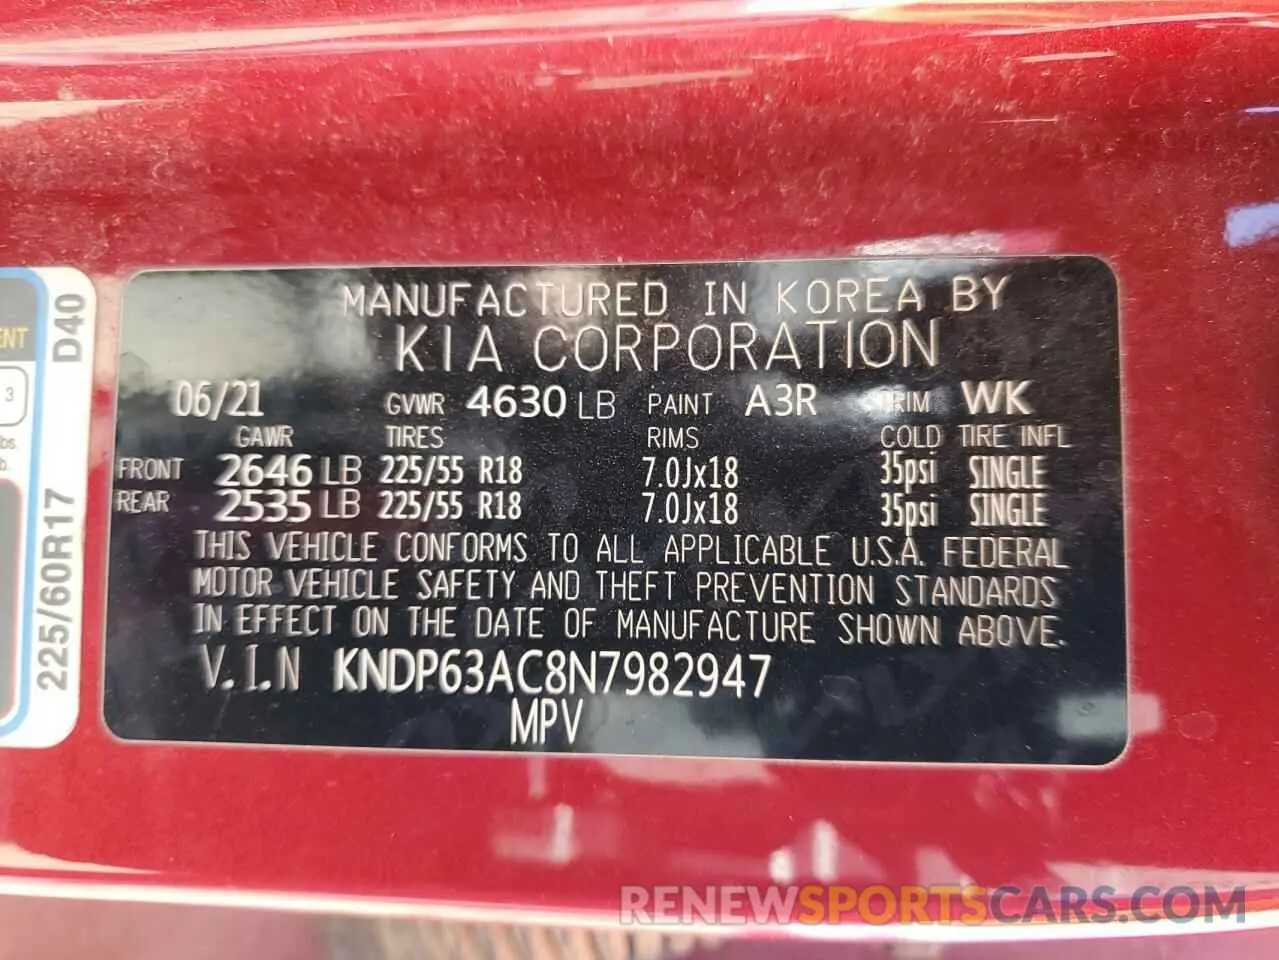 MANUFACTURED IN KOREA BY
KIA CORPORATION
06/21 GVWR 4630 LB PAINT A3R TRIM WK
GAWR TIRES RIMS COLD TIRE INFL
FRONT 2646 LB 225/55 R18 7.0Jx18 35psi SINGLE
REAR 2535 LB 225/55 R18 7.0Jx18 35psi SINGLE
THIS VEHICLE CONFORMS TO ALL APPLICABLE U.S.A. FEDERAL
MOTOR VEHICLE SAFETY AND THEFT PREVENTION STANDARDS
IN EFFECT ON THE DATE OF MANUFACTURE SHOWN ABOVE.
V.I.N KNDP63AC8N7982947
MPV
225/60R17 D40
3
RENEWSPORTSCARS.COM